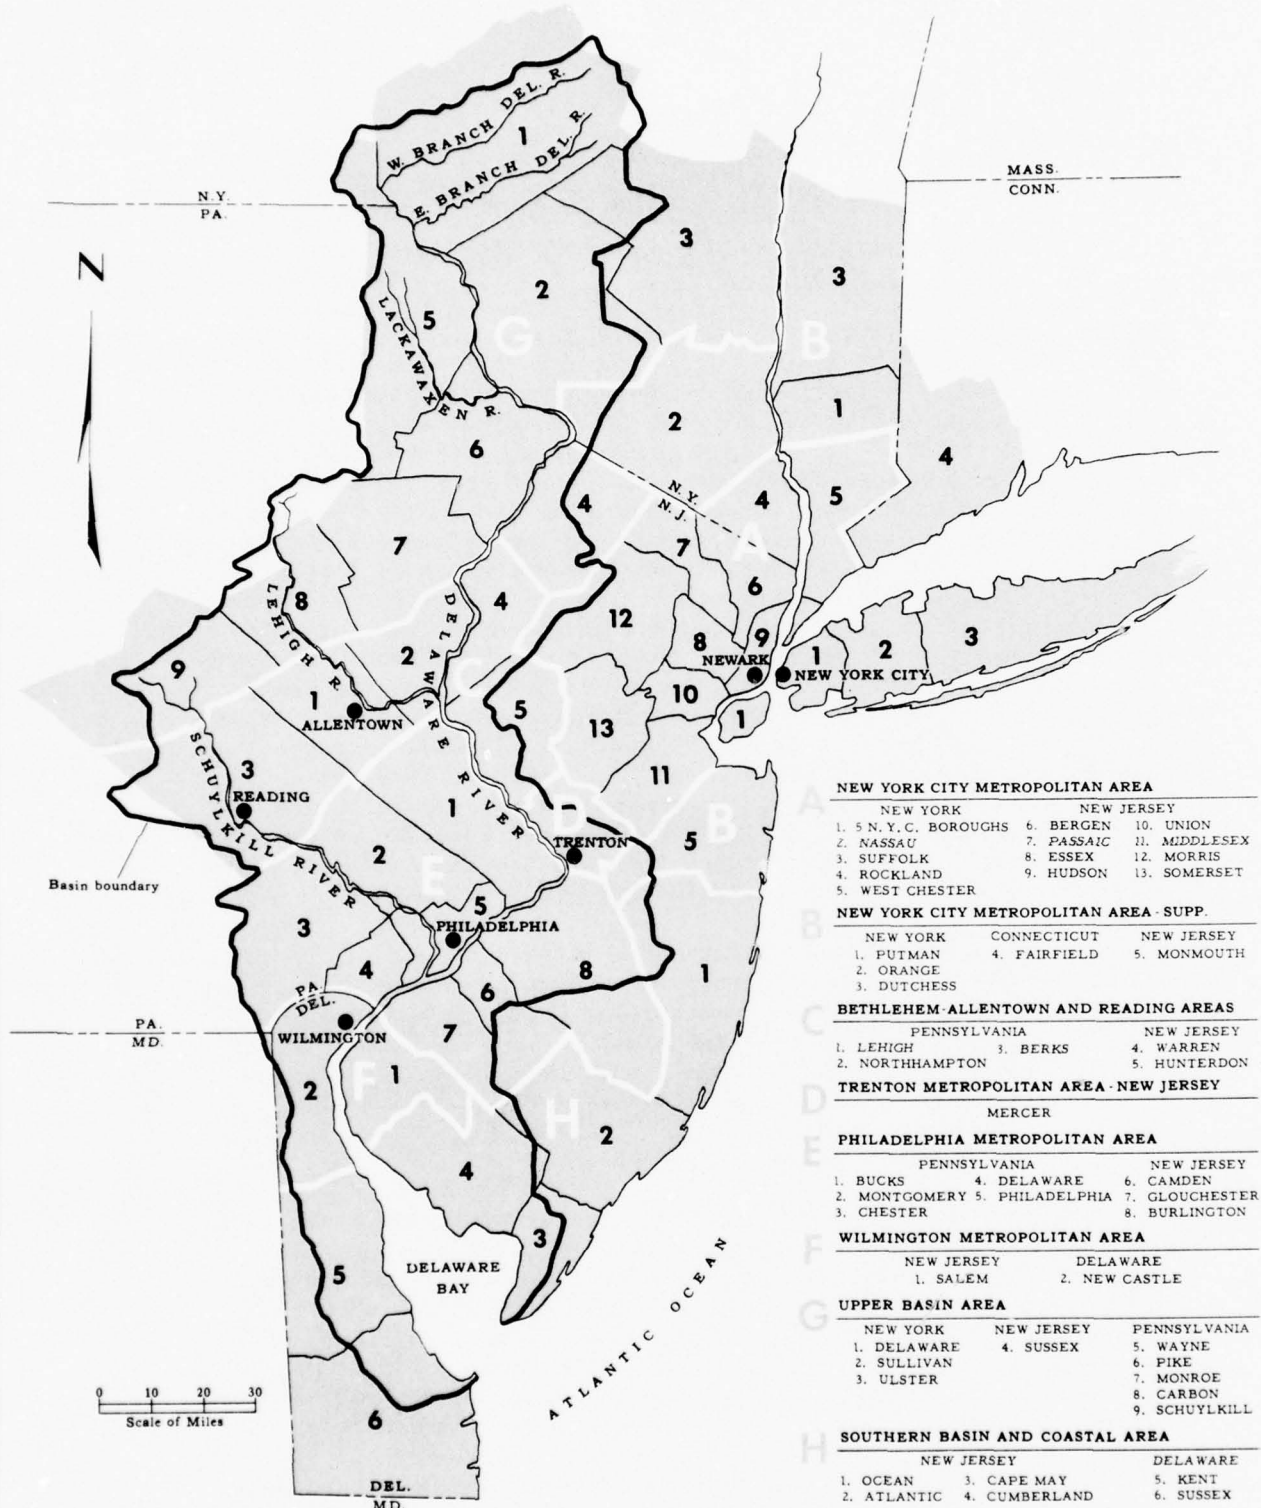 W. BRANCH DEL. R.
1
E. BRANCH DEL. R.
MASS.
CONN.
N.Y.
PA.
N
3
3
2
5
G
B
LACKAWAXEN R.
1
2
6
4
N.Y.
N.J.
4
5
4
7
7
A
6
8
4
12
LEHIGH R.
DELAWARE RIVER
8
9
1
2
3
2
9
NEWARK
NEW YORK CITY
C
1
10
5
1
ALLENTOWN
13
SCHUYLKILL RIVER
3
11
READING
1
D
B
5
TRENTON
2
E
Basin boundary
5
3
PHILADELPHIA
4
8
1
6
PA.
DEL.
PA.
MD.
WILMINGTON
7
2
F
1
H
2
4
3
5
DELAWARE
BAY
ATLANTIC OCEAN
0 10 20 30
Scale of Miles
6
DEL.
MD.
A
NEW YORK CITY METROPOLITAN AREA
NEW YORK NEW JERSEY
1. 5 N.Y.C. BOROUGHS 6. BERGEN 10. UNION
2. NASSAU 7. PASSAIC 11. MIDDLESEX
3. SUFFOLK 8. ESSEX 12. MORRIS
4. ROCKLAND 9. HUDSON 13. SOMERSET
5. WEST CHESTER
B
NEW YORK CITY METROPOLITAN AREA - SUPP.
NEW YORK CONNECTICUT NEW JERSEY
1. PUTMAN 4. FAIRFIELD 5. MONMOUTH
2. ORANGE
3. DUTCHESS
C
BETHLEHEM-ALLENTOWN AND READING AREAS
PENNSYLVANIA NEW JERSEY
1. LEHIGH 3. BERKS 4. WARREN
2. NORTHHAMPTON 5. HUNTERDON
D
TRENTON METROPOLITAN AREA - NEW JERSEY
MERCER
E
PHILADELPHIA METROPOLITAN AREA
PENNSYLVANIA NEW JERSEY
1. BUCKS 4. DELAWARE 6. CAMDEN
2. MONTGOMERY 5. PHILADELPHIA 7. GLOUCHESTER
3. CHESTER 8. BURLINGTON
F
WILMINGTON METROPOLITAN AREA
NEW JERSEY DELAWARE
1. SALEM 2. NEW CASTLE
G
UPPER BASIN AREA
NEW YORK NEW JERSEY PENNSYLVANIA
1. DELAWARE 4. SUSSEX 5. WAYNE
2. SULLIVAN 6. PIKE
3. ULSTER 7. MONROE
8. CARBON
9. SCHUYLKILL
H
SOUTHERN BASIN AND COASTAL AREA
NEW JERSEY DELAWARE
1. OCEAN 3. CAPE MAY 5. KENT
2. ATLANTIC 4. CUMBERLAND 6. SUSSEX